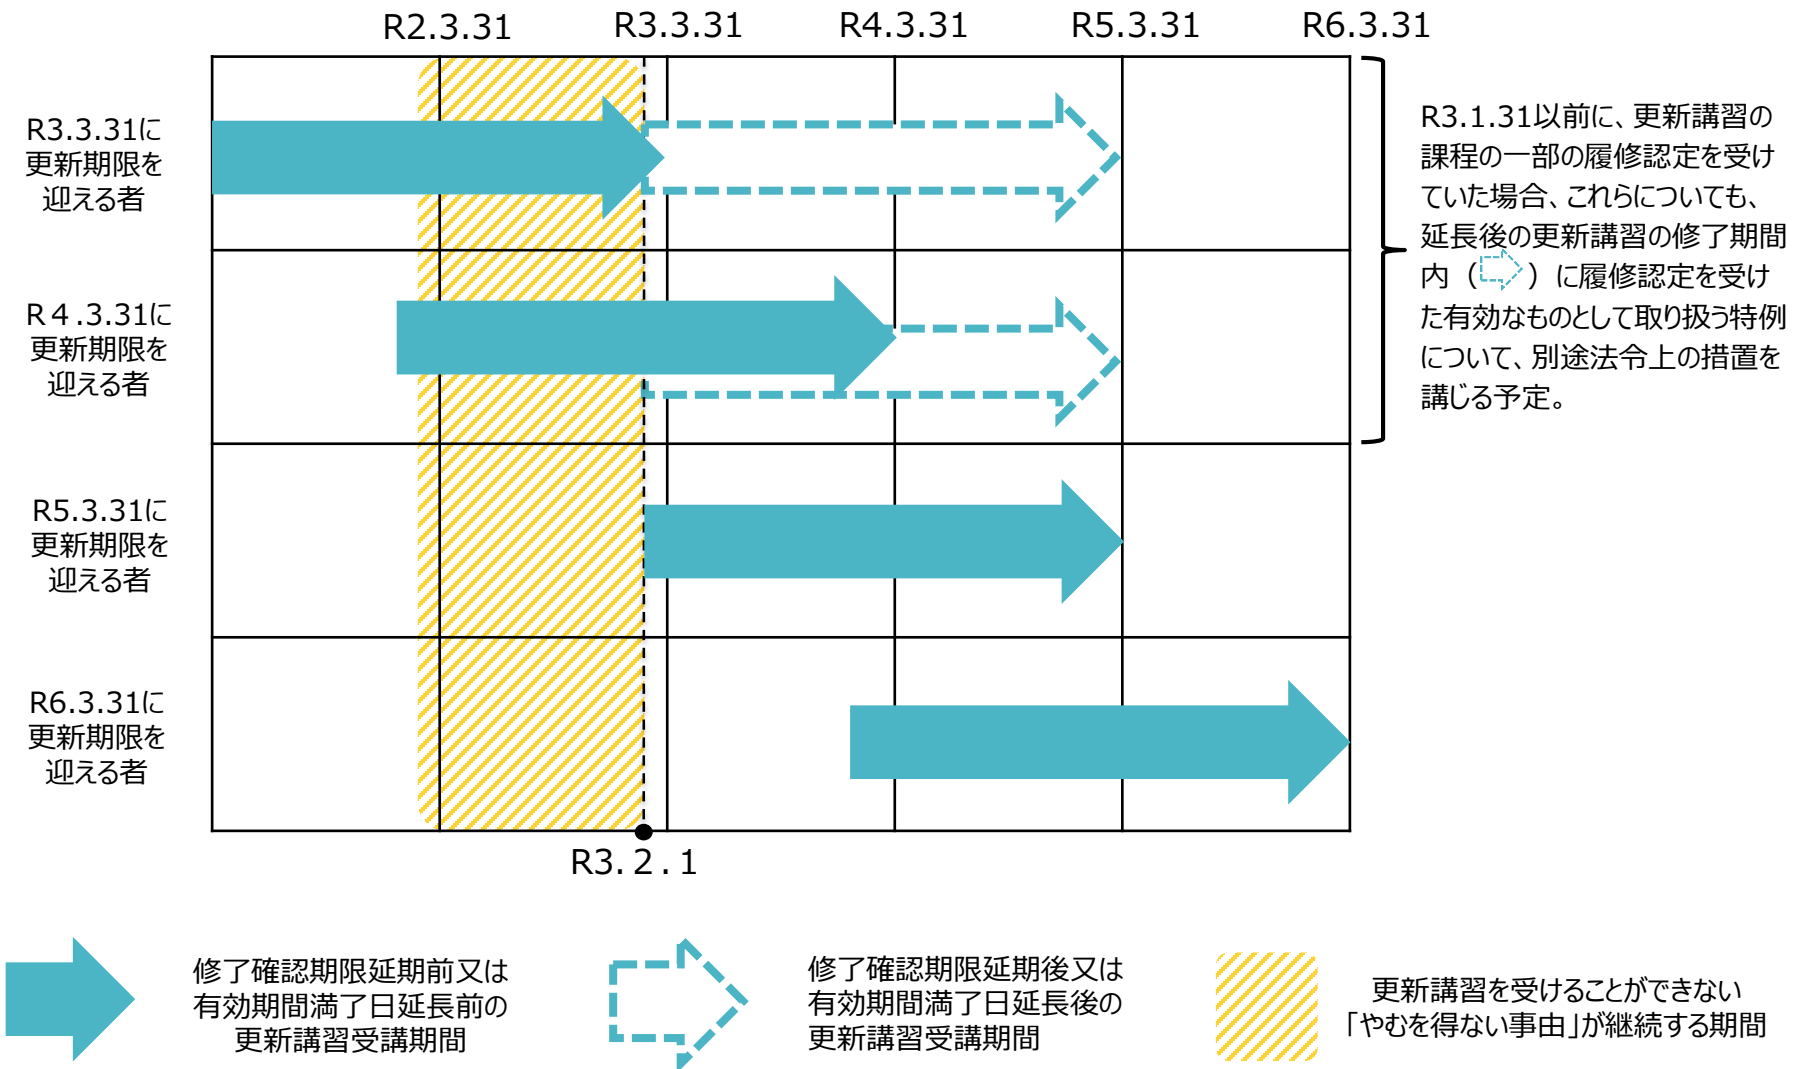 R2.3.31 R3.3.31 R4.3.31 R5.3.31 R6.3.31
R3.3.31に
更新期限を
迎える者
R４.3.31に
更新期限を
迎える者
R5.3.31に
更新期限を
迎える者
R6.3.31に
更新期限を
迎える者
R3.1.31以前に、更新講習の
課程の一部の履修認定を受け
ていた場合、これらについても、
延長後の更新講習の修了期間
内（ ）に履修認定を受け
た有効なものとして取り扱う特例
について、別途法令上の措置を
講じる予定。
R3.２.１
修了確認期限延期前又は
有効期間満了日延長前の
更新講習受講期間
修了確認期限延期後又は
有効期間満了日延長後の
更新講習受講期間
更新講習を受けることができない
「やむを得ない事由」が継続する期間